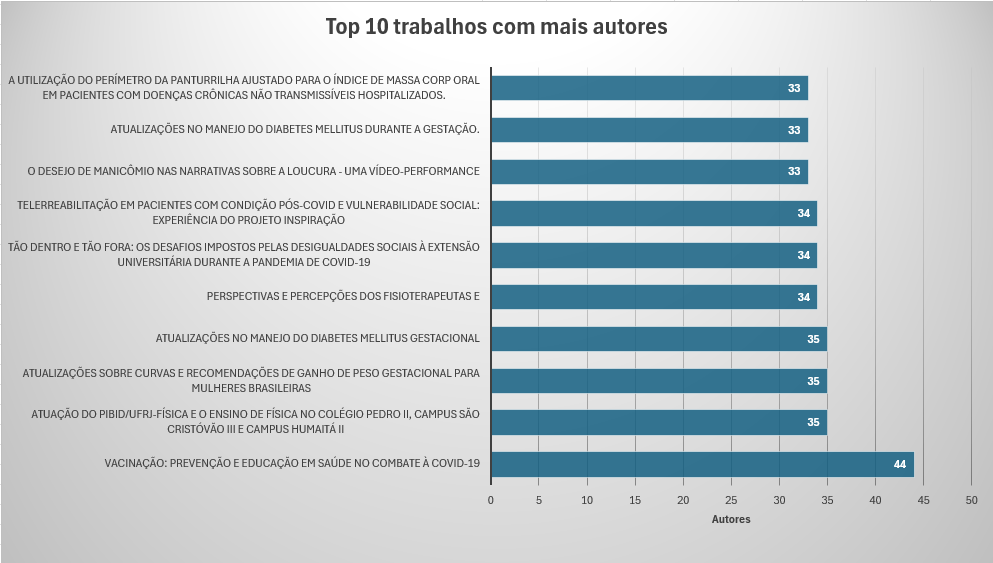 Top 10 trabalhos com mais autores
A UTILIZAÇÃO DO PERÍMETRO DA PANTURRILHA AJUSTADO PARA O ÍNDICE DE MASSA CORP ORAL
EM PACIENTES COM DOENÇAS CRÔNICAS NÃO TRANSMISSÍVEIS HOSPITALIZADOS.
33
ATUALIZAÇÕES NO MANEJO DO DIABETES MELLITUS DURANTE A GESTAÇÃO.
33
O DESEJO DE MANICÔMIO NAS NARRATIVAS SOBRE A LOUCURA - UMA VÍDEO-PERFORMANCE
33
TELERREABILITAÇÃO EM PACIENTES COM CONDIÇÃO PÓS-COVID E VULNERABILIDADE SOCIAL:
EXPERIÊNCIA DO PROJETO INSPIRAÇÃO
34
TÃO DENTRO E TÃO FORA: OS DESAFIOS IMPOSTOS PELAS DESIGUALDADES SOCIAIS À EXTENSÃO
UNIVERSITÁRIA DURANTE A PANDEMIA DE COVID-19
34
PERSPECTIVAS E PERCEPÇÕES DOS FISIOTERAPEUTAS E
34
ATUALIZAÇÕES NO MANEJO DO DIABETES MELLITUS GESTACIONAL
35
ATUALIZAÇÕES SOBRE CURVAS E RECOMENDAÇÕES DE GANHO DE PESO GESTACIONAL PARA
MULHERES BRASILEIRAS
35
ATUAÇÃO DO PIBID/UFRJ-FÍSICA E O ENSINO DE FÍSICA NO COLÉGIO PEDRO II, CAMPUS SÃO
CRISTÓVÃO III E CAMPUS HUMAITÁ II
35
VACINAÇÃO: PREVENÇÃO E EDUCAÇÃO EM SAÚDE NO COMBATE À COVID-19
44
0 5 10 15 20 25 30 35 40 45 50
Autores